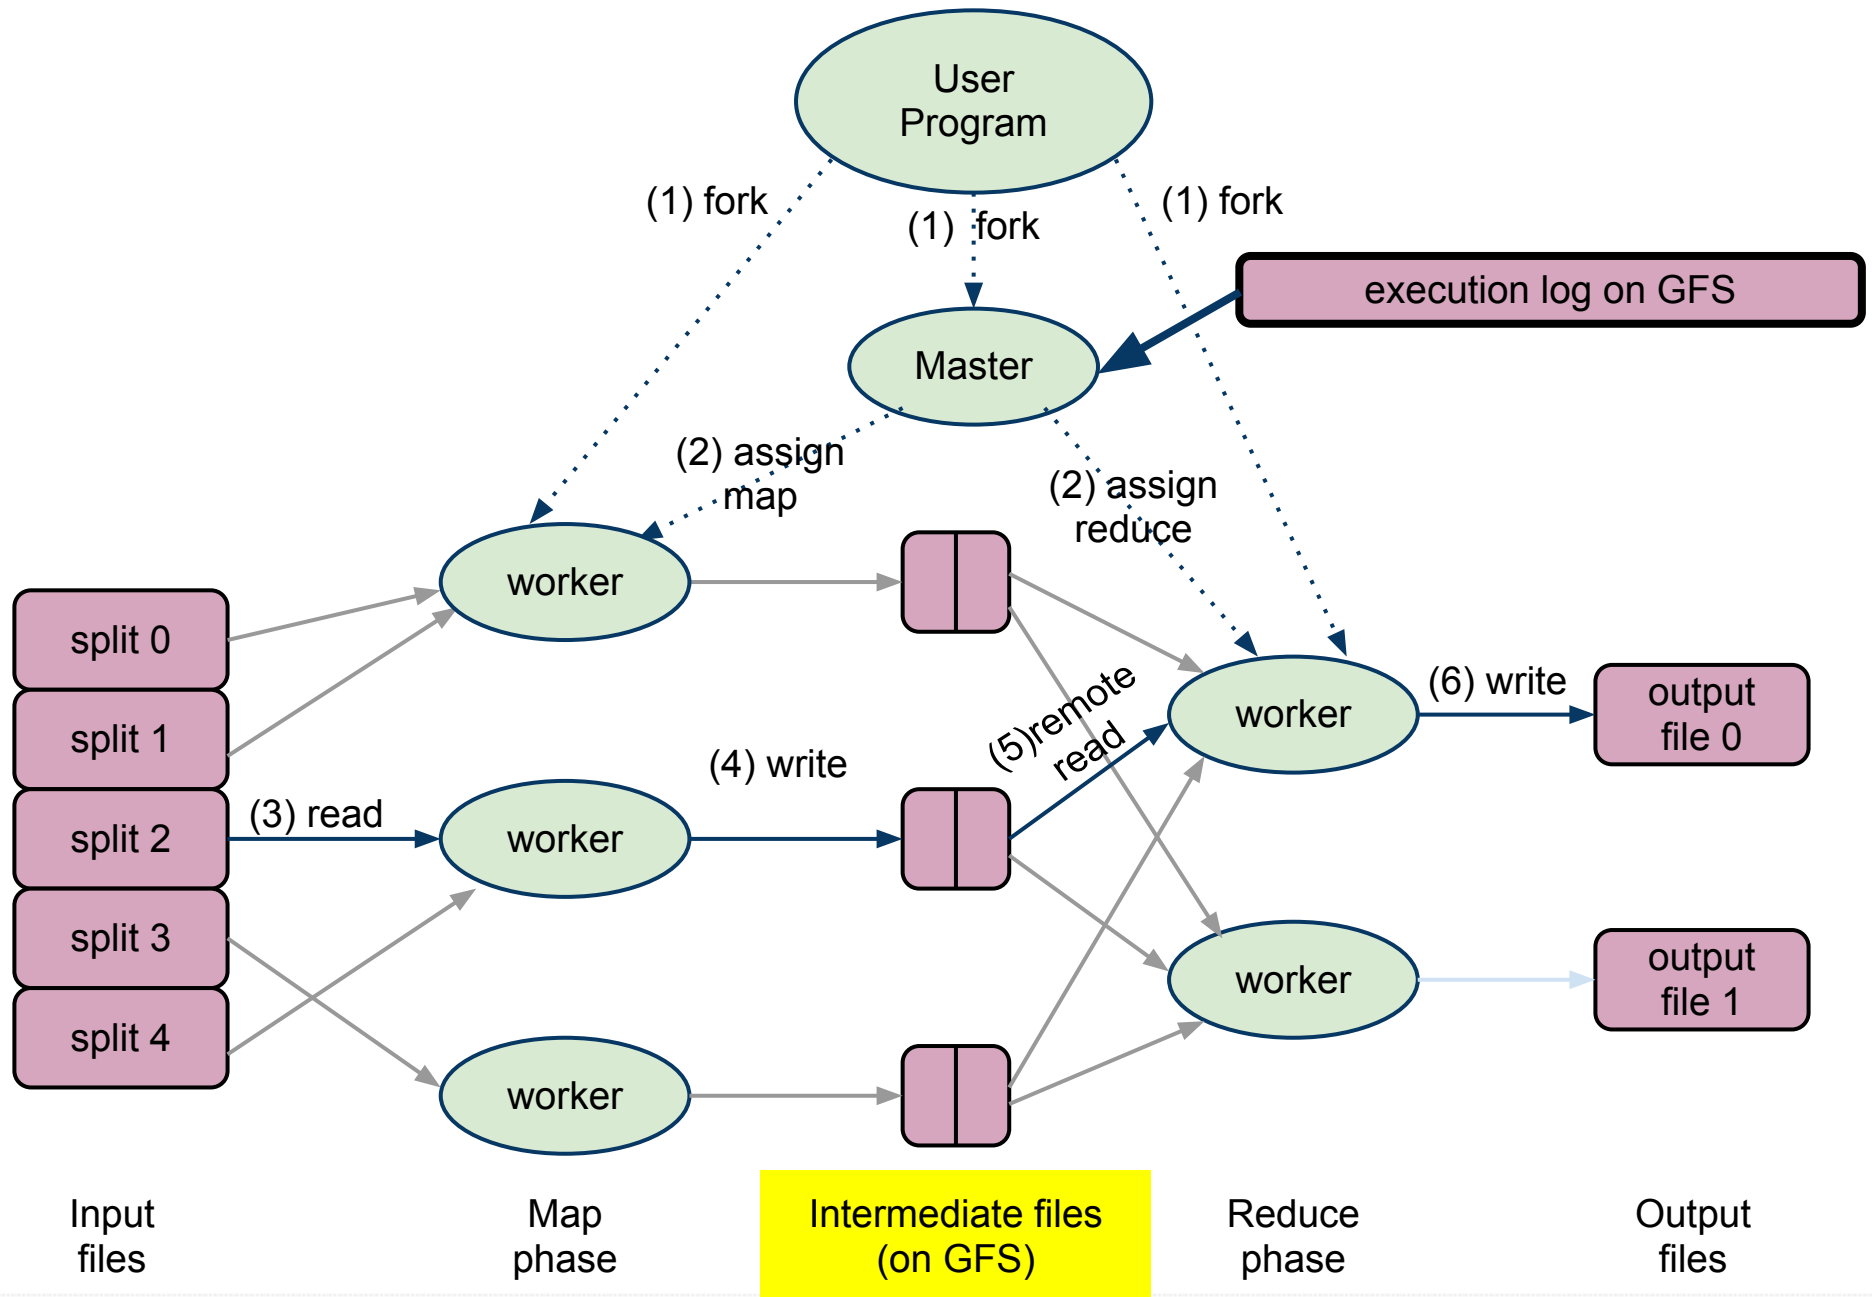 User
Program
(1) fork
(1) fork
(1) fork
execution log on GFS
Master
(2) assign
map
(2) assign
reduce
worker
split 0
split 1
split 2
split 3
split 4
(3) read
worker
(4) write
(5)remote
read
worker
(6) write
output
file 0
worker
output
file 1
worker
Input
files
Map
phase
Intermediate files
(on GFS)
Reduce
phase
Output
files